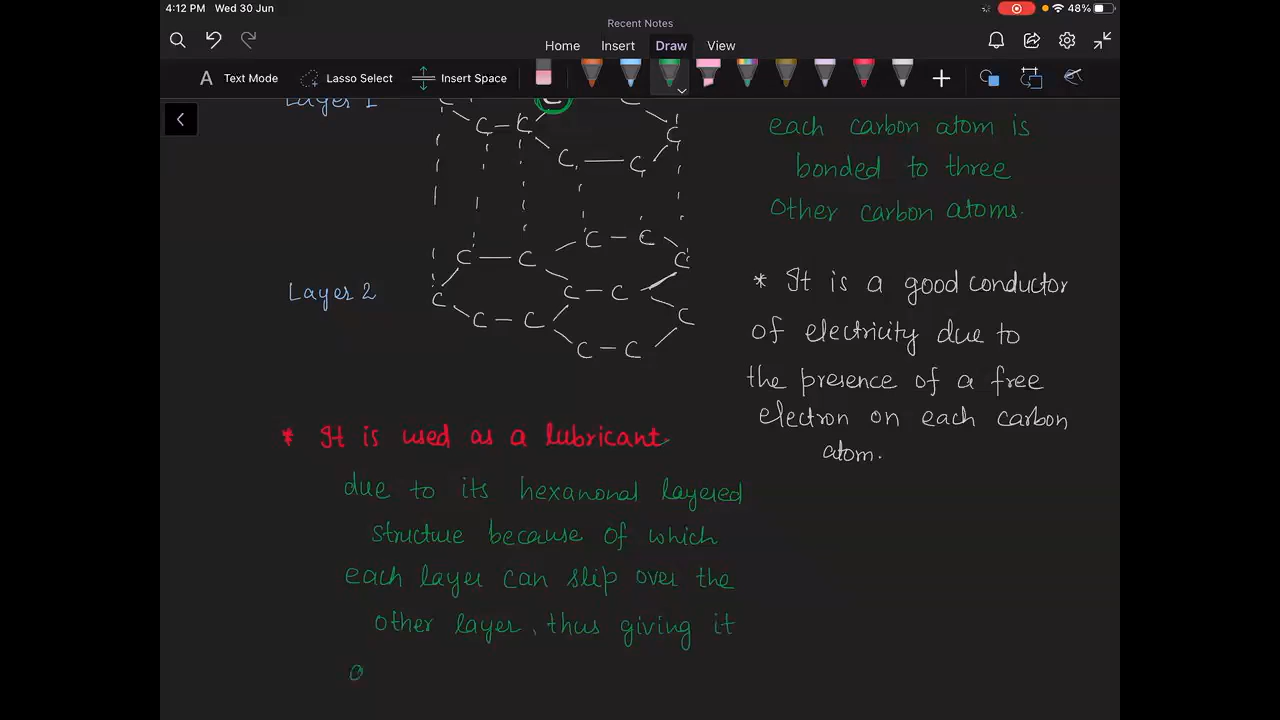 4:12 PM Wed 30 Jun
48%
Recent Notes
Home Insert Draw View
Text Mode
Lasso Select
Insert Space
Layer 1
C
C C C
C C
C C
C C C C
Layer 2
C C C
C C C
C C
each carbon atom is
bonded to three
other carbon atoms.
* It is a good conductor
of electricity due to
the presence of a free
electron on each carbon
atom.
* It is used as a lubricant
due to its hexanonal layered
structure because of which
each layer can slip over the
other layer, thus giving it
a